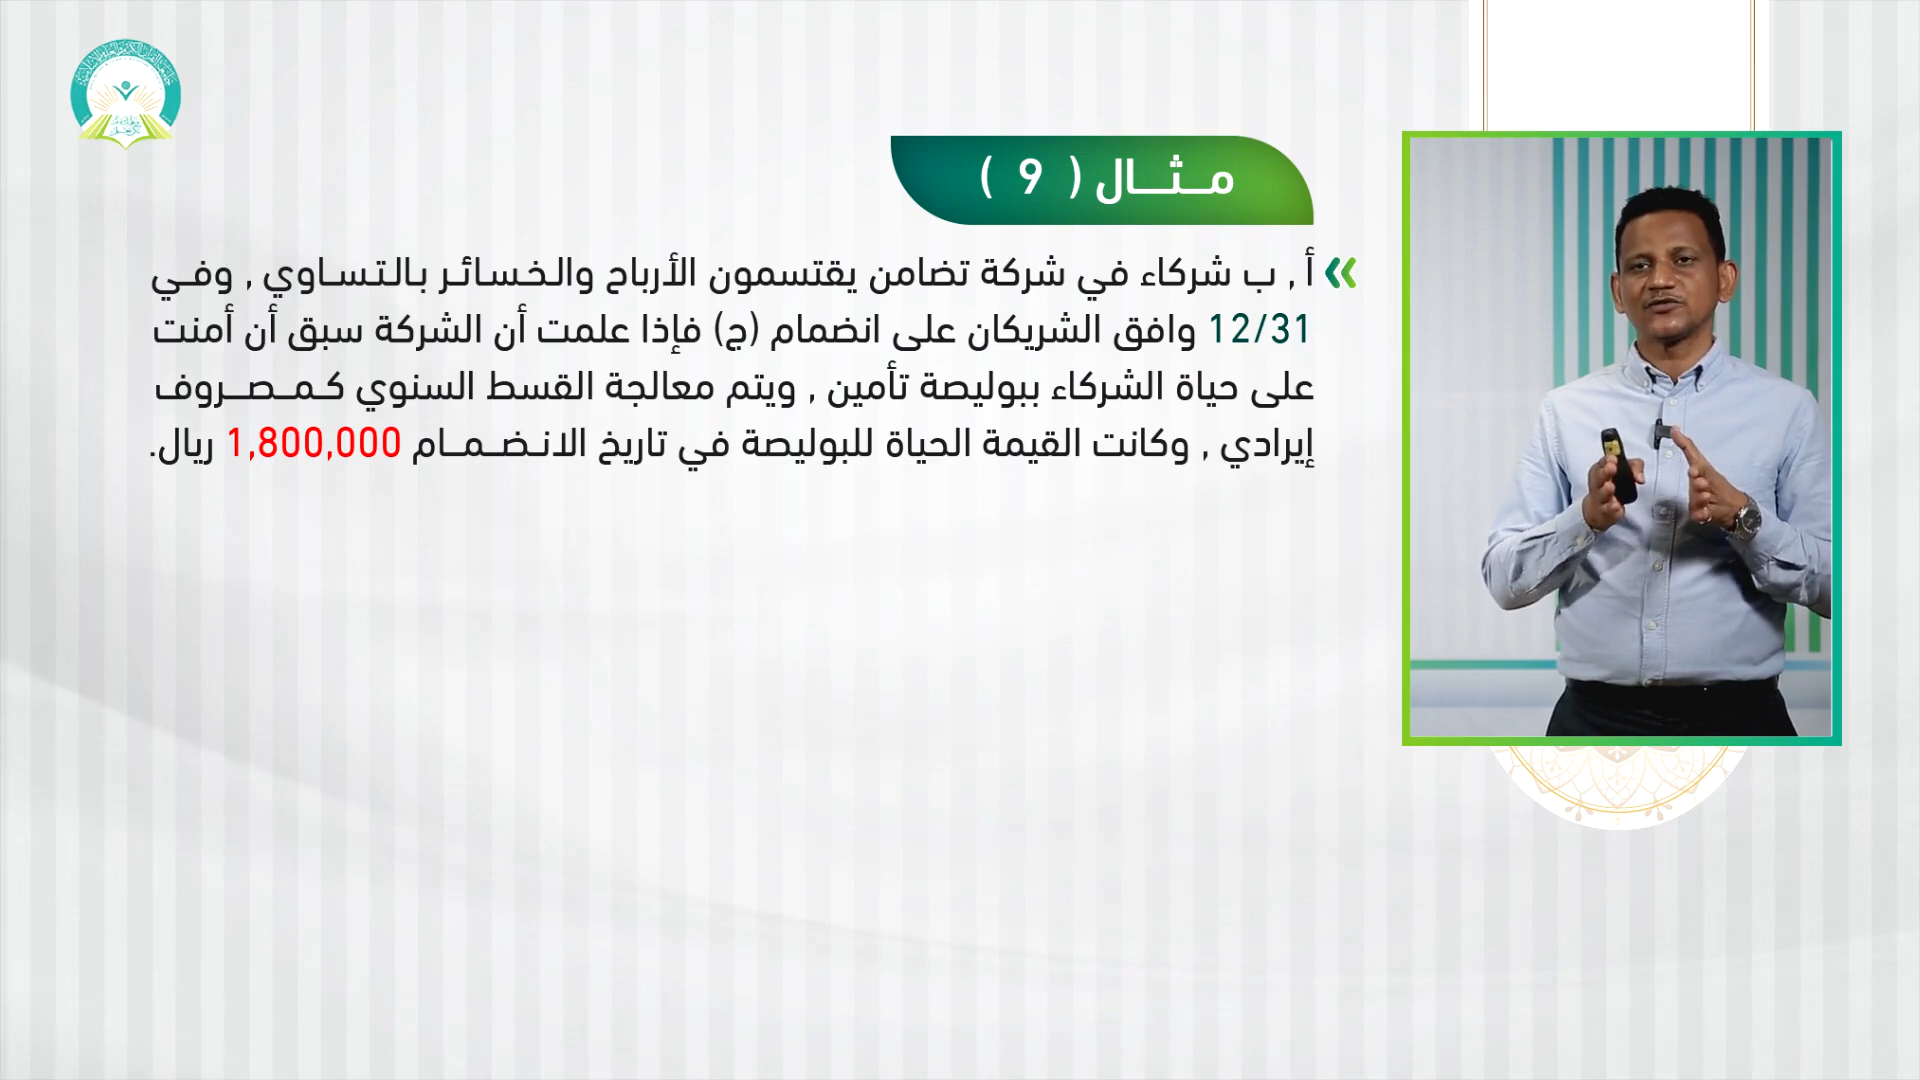 مـثـال ( 9 )
أ , ب شركاء في شركة تضامن يقتسمون الأرباح والخسائر بالتساوي , وفي
12/31 وافق الشريكان على انضمام (ج) فإذا علمت أن الشركة سبق أن أمنت
على حياة الشركاء ببوليصة تأمين , ويتم معالجة القسط السنوي كمصروف
إيرادي , وكانت القيمة الحياة للبوليصة في تاريخ الانضمام 1,800,000 ريال.